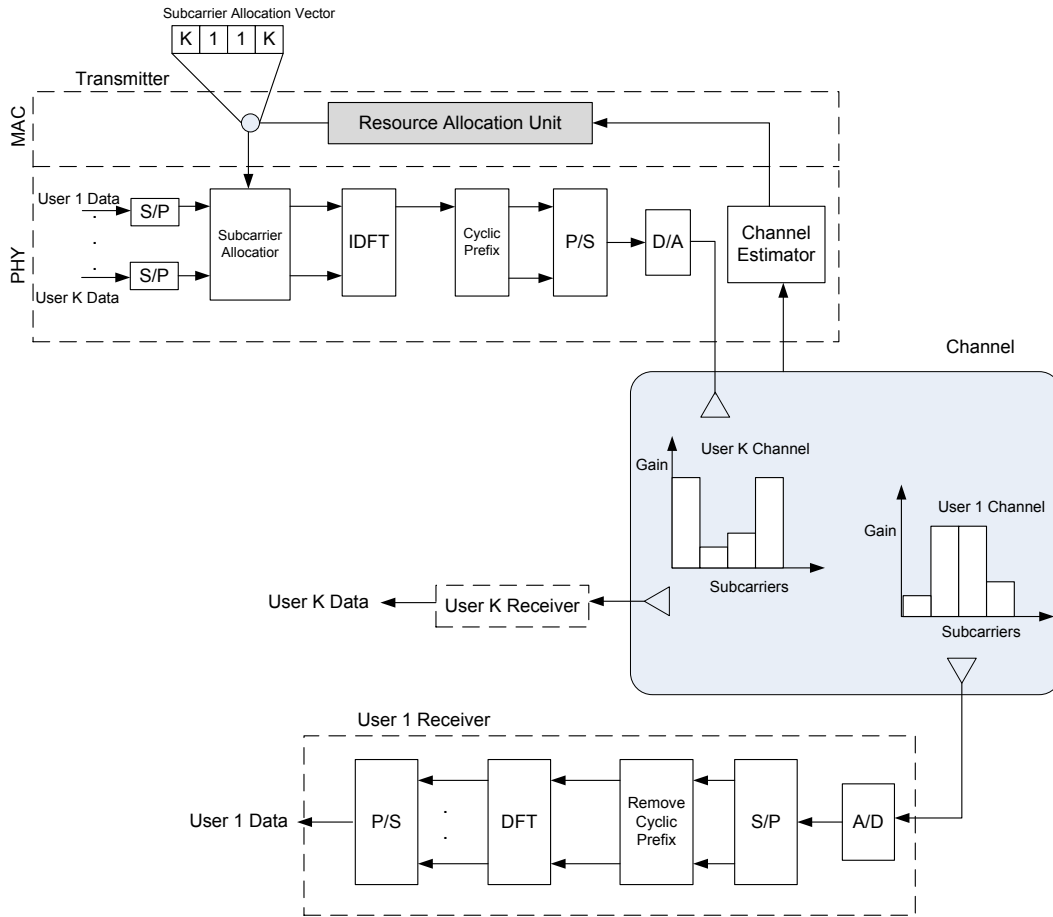 Subcarrier Allocation Vector
K 1 1 K
Transmitter
MAC
Resource Allocation Unit
PHY
User 1 Data
S/P
User K Data
S/P
Subcarrier
Allocatior
IDFT
Cyclic
Prefix
P/S
D/A
Channel
Estimator
Channel
User K Channel
Gain
Subcarriers
User 1 Channel
Gain
Subcarriers
User K Data
User K Receiver
User 1 Receiver
User 1 Data
P/S
DFT
Remove
Cyclic
Prefix
S/P
A/D